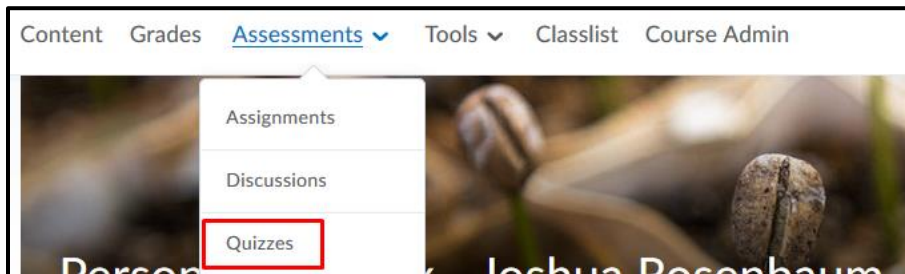 Content Grades Assessments Tools Classlist Course Admin
Assignments
Discussions
Quizzes
Joshua Rosenbaum